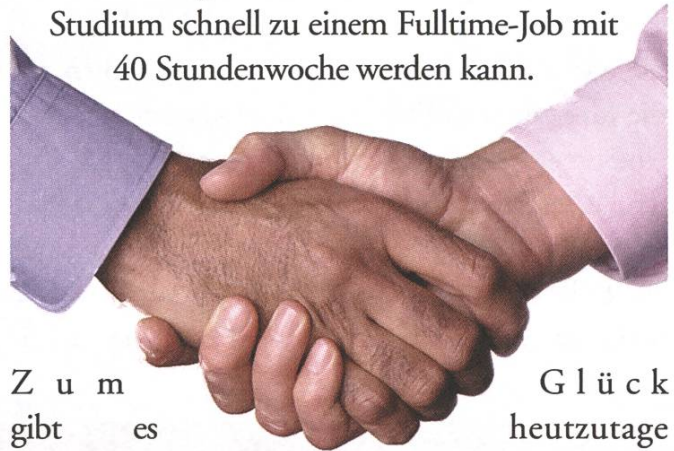 Studium schnell zu einem Fulltime-Job mit
40 Stundenwoche werden kann.
Zum Glück
gibt es heutzutage